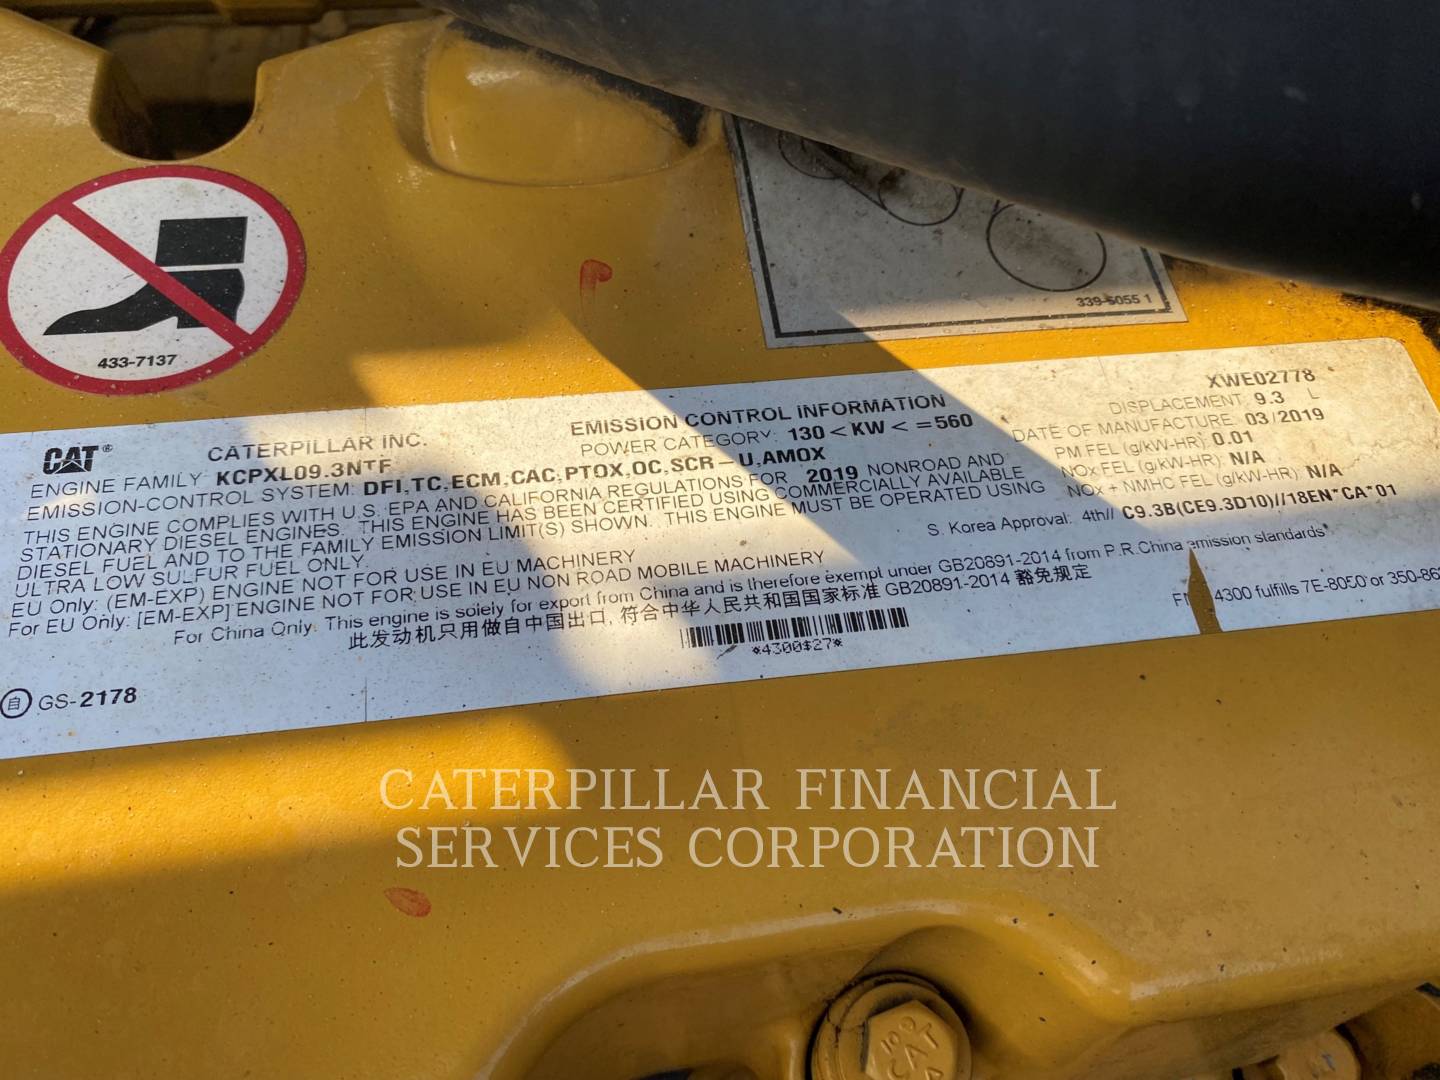 433-7137
339-5055 1
CAT®
CATERPILLAR INC.
EMISSION CONTROL INFORMATION
XWE02778
ENGINE FAMILY KCPXL09.3NTF
POWER CATEGORY: 130 < KW < = 560
DISPLACEMENT 9.3 L
EMISSION-CONTROL SYSTEM: DFI,TC,ECM,CAC,PTOX,OC,SCR-U,AMOX
DATE OF MANUFACTURE 03/2019
THIS ENGINE COMPLIES WITH U.S. EPA AND CALIFORNIA REGULATIONS FOR 2019 NONROAD AND
PM FEL (g/kW-HR): 0.01
STATIONARY DIESEL ENGINES. THIS ENGINE HAS BEEN CERTIFIED USING COMMERCIALLY AVAILABLE
NOx FEL (g/kW-HR): N/A
DIESEL FUEL AND TO THE FAMILY EMISSION LIMIT(S) SHOWN. THIS ENGINE MUST BE OPERATED USING
NOx + NMHC FEL (g/kW-HR): N/A
ULTRA LOW SULFUR FUEL ONLY.
S. Korea Approval: 4th// C9.3B(CE9.3D10)//18EN*CA*01
EU Only: (EM-EXP) ENGINE NOT FOR USE IN EU MACHINERY
For EU Only: [EM-EXP] ENGINE NOT FOR USE IN EU NON ROAD MOBILE MACHINERY
For China Only: This engine is solely for export from China and is therefore exempt under GB20891-2014 from P.R.China emission standards
此发动机只用做自中国出口, 符合中华人民共和国国家标准 GB20891-2014 豁免规定
4300 fulfills 7E-8050 or 350-86
*4300$27*
自 GS-2178
CATERPILLAR FINANCIAL
SERVICES CORPORATION
CAT